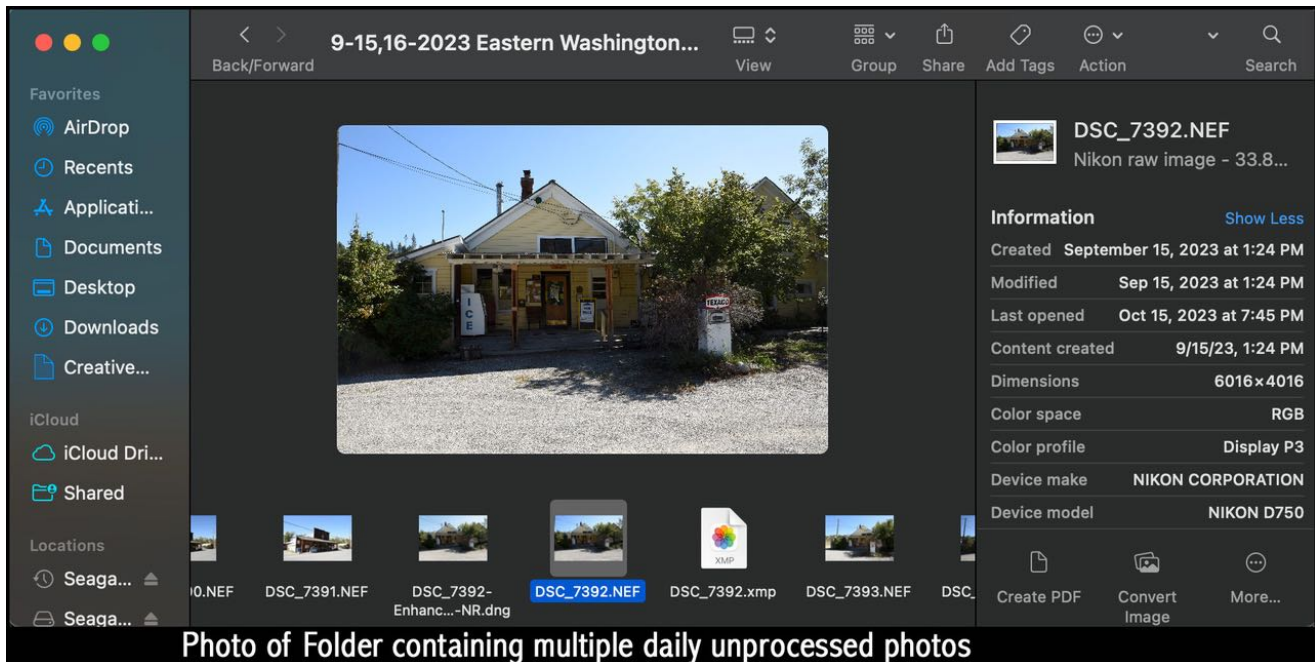 9-15,16-2023 Eastern Washington...
Back/Forward
View
Group
Share
Add Tags
Action
Search
Favorites
AirDrop
Recents
Applicati...
Documents
Desktop
Downloads
Creative...
iCloud
iCloud Dri...
Shared
Locations
Seaga...
Seaga...
ICE
TEXACO
0.NEF
DSC_7391.NEF
DSC_7392-
Enhanc...-NR.dng
DSC_7392.NEF
XMP
DSC_7392.xmp
DSC_7393.NEF
DSC_
DSC_7392.NEF
Nikon raw image - 33.8...
Information Show Less
Created September 15, 2023 at 1:24 PM
Modified Sep 15, 2023 at 1:24 PM
Last opened Oct 15, 2023 at 7:45 PM
Content created 9/15/23, 1:24 PM
Dimensions 6016×4016
Color space RGB
Color profile Display P3
Device make NIKON CORPORATION
Device model NIKON D750
Create PDF
Convert
Image
More...
Photo of Folder containing multiple daily unprocessed photos